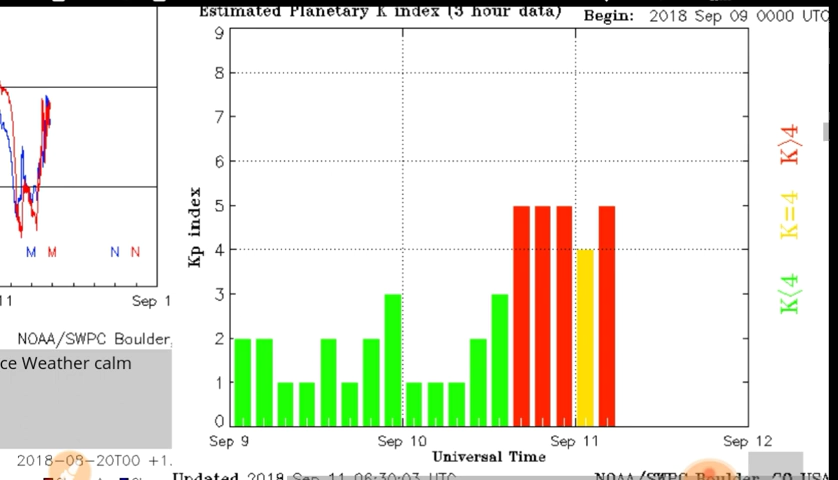 Estimated Planetary K index (3 hour data)
Begin: 2018 Sep 09 0000 UTC
9
8
7
6
5
4
3
2
1
0
Kp index
Sep 9
Sep 10
Sep 11
Sep 12
Universal Time
K>4
K=4
K<4
M M
N N
11
Sep 1
NOAA/SWPC Boulder,
ce Weather calm
2018-08-20T00 +1.
Updated 2018 Sep 11 06:30:03 UTC
NOAA/SWPC Boulder, CO USA